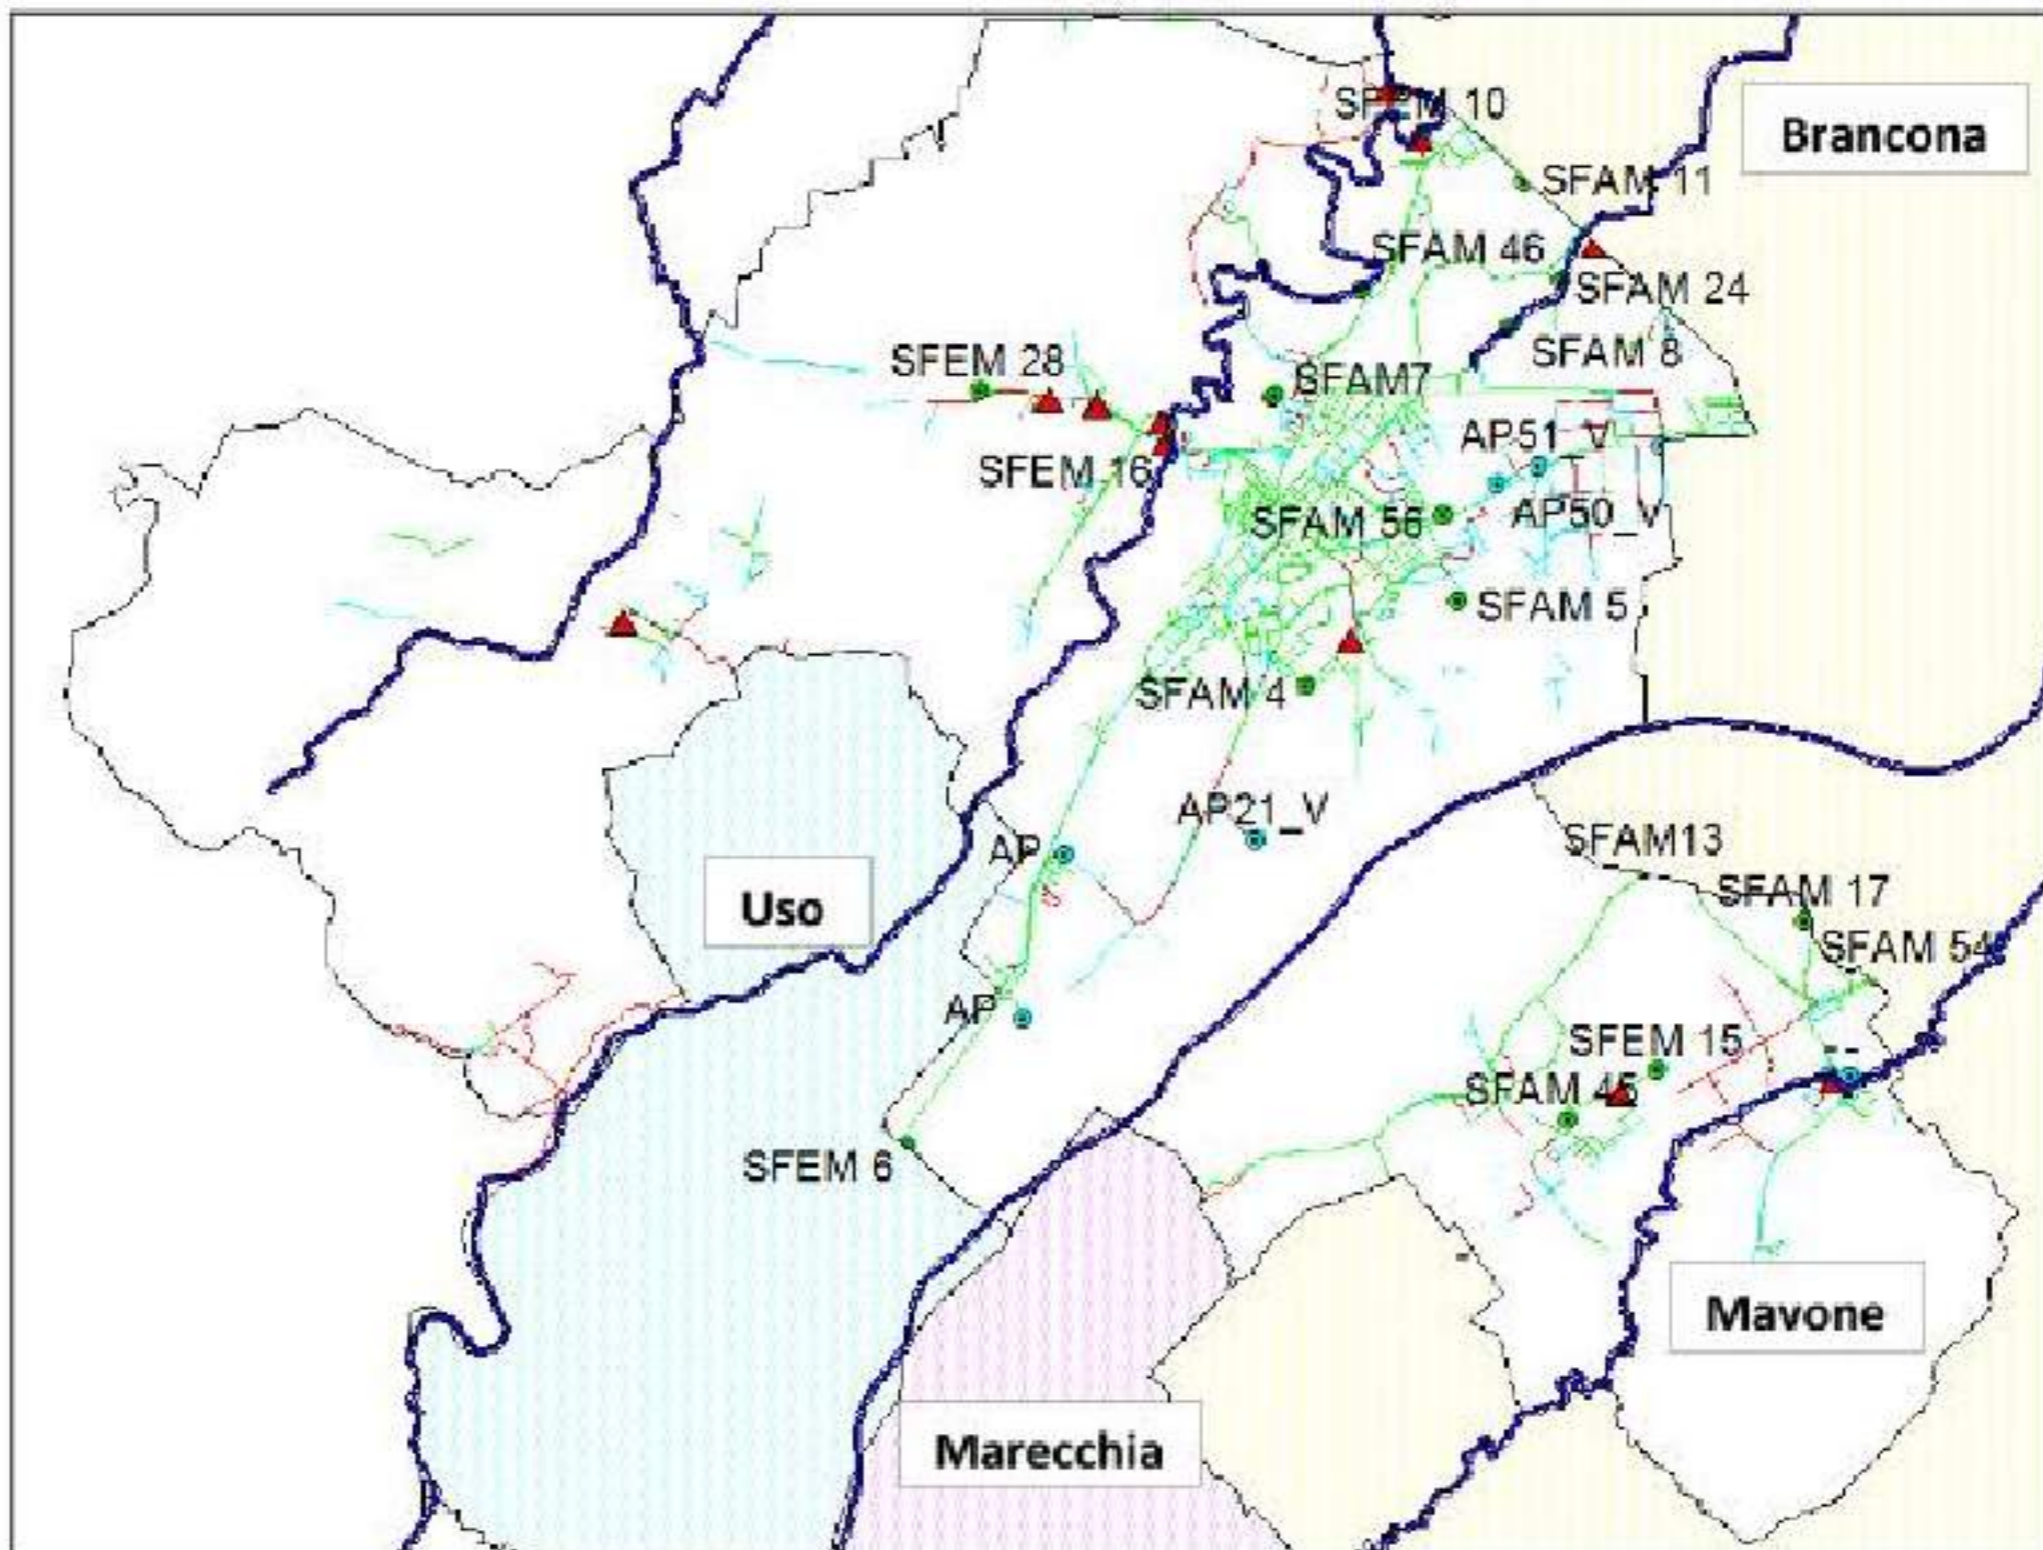 SFEM 10
Brancona
SFAM 11
SFAM 46
SFAM 24
SFAM 8
SFEM 28
SFAM7
AP51_V
SFEM 16
SFAM 56
AP50_V
SFAM 5
SFAM 4
AP21_V
SFAM13
AP
SFAM 17
Uso
SFAM 54
AP
SFEM 15
--
SFAM 45
SFEM 6
Mavone
Marecchia